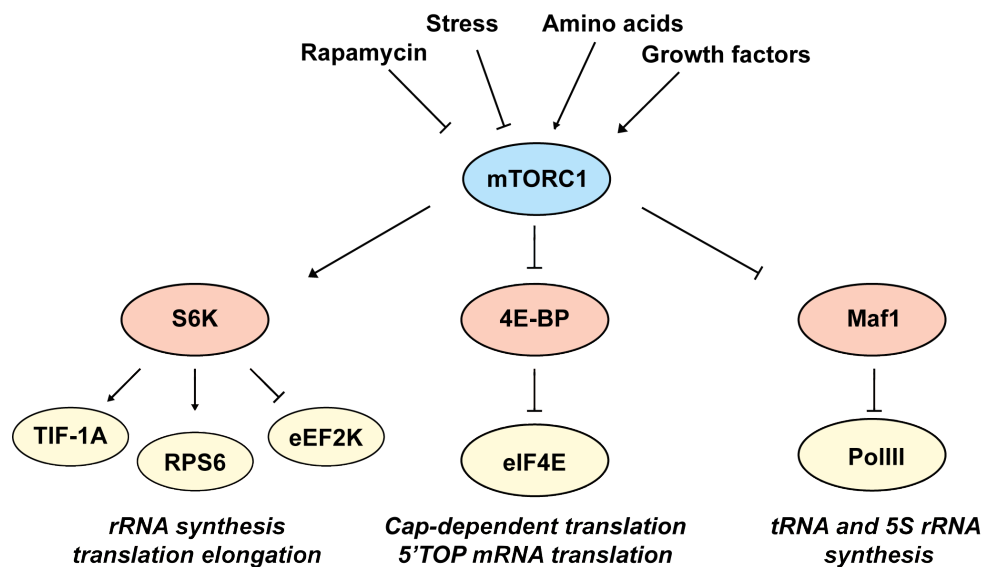 Stress
Amino acids
Rapamycin
Growth factors
mTORC1
S6K
4E-BP
Maf1
TIF-1A
RPS6
eEF2K
eIF4E
PolIII
rRNA synthesis
translation elongation
Cap-dependent translation
5'TOP mRNA translation
tRNA and 5S rRNA
synthesis